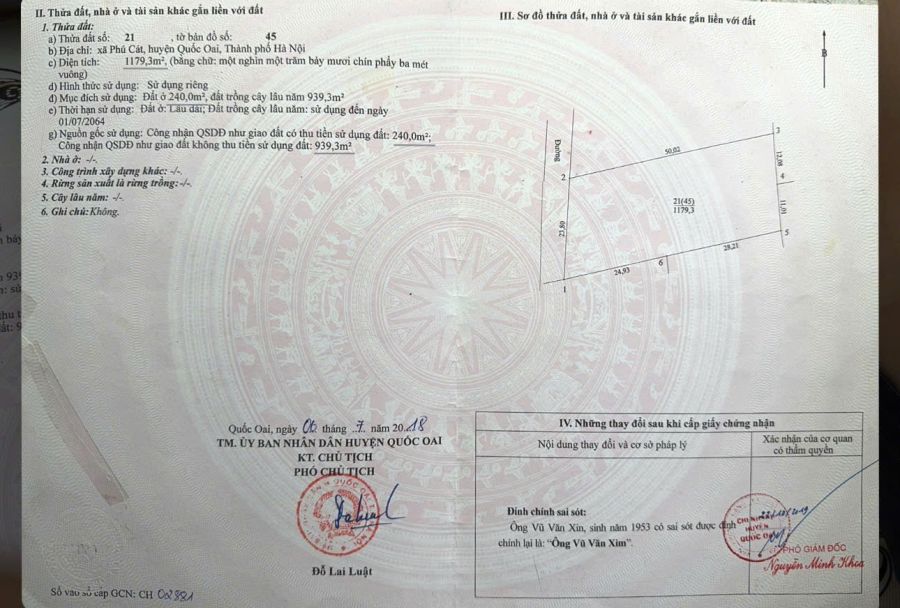 II. Thửa đất, nhà ở và tài sản khác gắn liền với đất
1. Thửa đất:
a) Thửa đất số: 21 , tờ bản đồ số: 45
b) Địa chỉ: xã Phú Cát, huyện Quốc Oai, Thành phố Hà Nội
c) Diện tích: 1179,3m², (bằng chữ: một nghìn một trăm bảy mươi chín phẩy ba mét
vuông)
d) Hình thức sử dụng: Sử dụng riêng
đ) Mục đích sử dụng: Đất ở 240,0m², đất trồng cây lâu năm 939,3m²
e) Thời hạn sử dụng: Đất ở: Lâu dài; Đất trồng cây lâu năm: sử dụng đến ngày
01/07/2064
g) Nguồn gốc sử dụng: Công nhận QSDĐ như giao đất có thu tiền sử dụng đất: 240,0m²;
Công nhận QSDĐ như giao đất không thu tiền sử dụng đất: 939,3m²
2. Nhà ở: -/-.
3. Công trình xây dựng khác: -/-.
4. Rừng sản xuất là rừng trồng:-/-.
5. Cây lâu năm: -/-.
6. Ghi chú:Không.
Quốc Oai, ngày 06 tháng 7 năm 2018
TM. ỦY BAN NHÂN DÂN HUYỆN QUỐC OAI
KT. CHỦ TỊCH
PHÓ CHỦ TỊCH
Đỗ Lai Luật
Số vào sổ cấp GCN: CH 02881
III. Sơ đồ thửa đất, nhà ở và tài sản khác gắn liền với đất
B
Đường
50,02
3
12,08
4
2
21(45)
1179,3
11,01
23,80
5
28,21
6
24,93
1
IV. Những thay đổi sau khi cấp giấy chứng nhận
Nội dung thay đổi và cơ sở pháp lý
Xác nhận của cơ quan
có thẩm quyền
Đính chính sai sót:
Ông Vũ Văn Xin, sinh năm 1953 có sai sót được đính
chính lại là: “Ông Vũ Văn Xim”.
CHI NHÁNH
HUYỆN
QUỐC OAI
PHÓ GIÁM ĐỐC
Nguyễn Minh Khoa